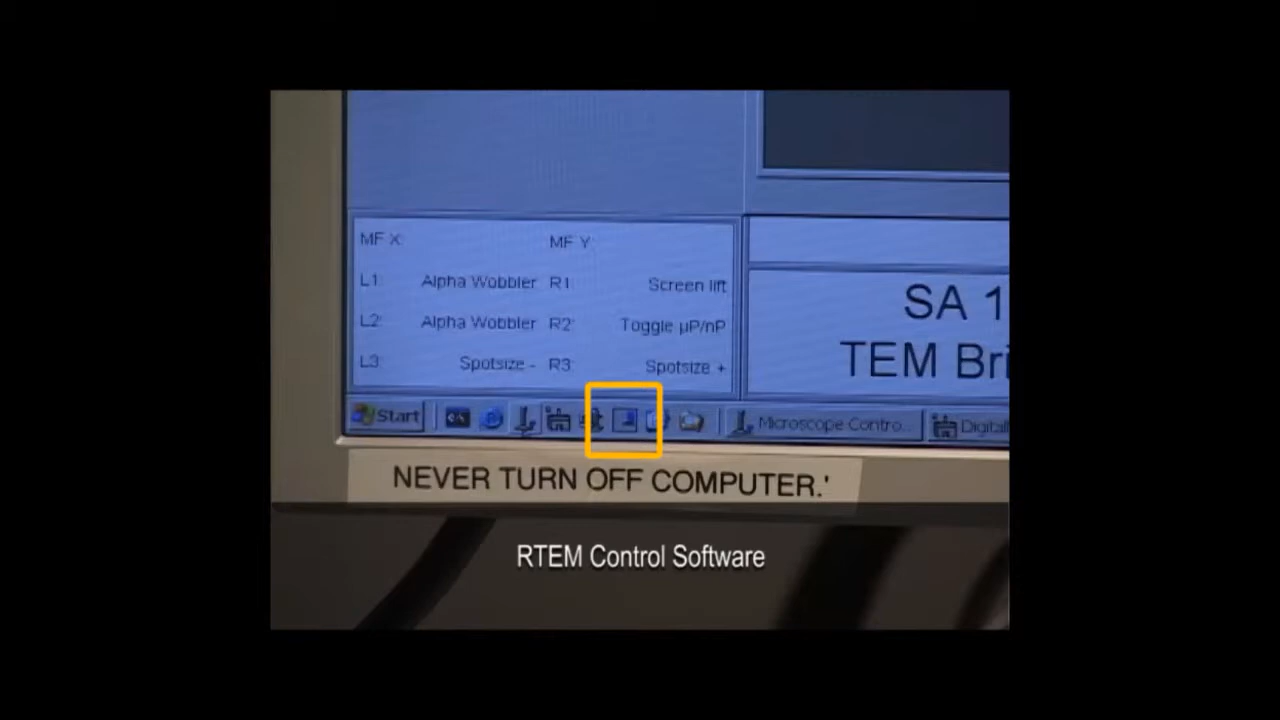 MF X: MF Y:
L1: Alpha Wobbler R1: Screen lift
L2: Alpha Wobbler R2: Toggle µP/nP
L3: Spotsize - R3: Spotsize +
SA 1
TEM Bri
Start Microscope Contro... Digital
NEVER TURN OFF COMPUTER.'
RTEM Control Software